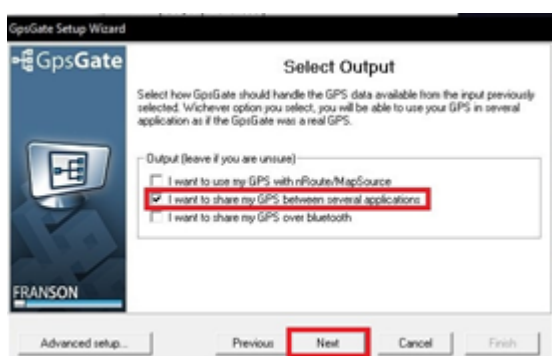 GpsGate Setup Wizard
GpsGate
Select Output
Select how GpsGate should handle the GPS data available from the input previously
selected. Wichever option you select, you will be able to use your GPS in several
application as if the GpsGate was a real GPS.
Output (leave if you are unsure)
I want to use my GPS with nRoute/MapSource
I want to share my GPS between several applications
I want to share my GPS over bluetooth
FRANSON
Advanced setup...
Previous
Next
Cancel
Finish